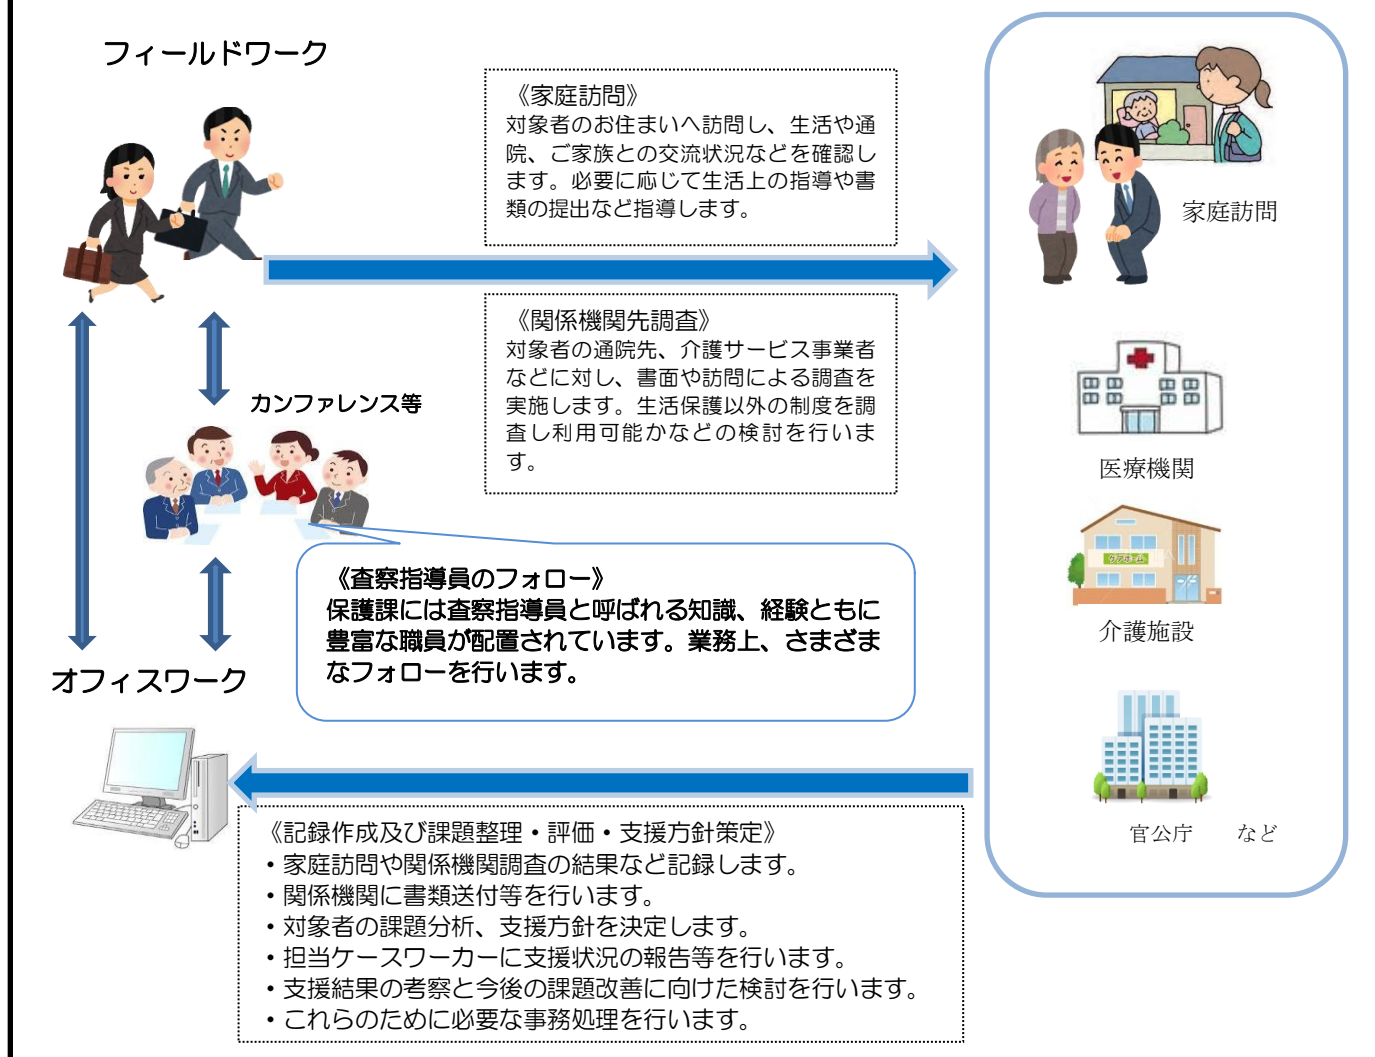 フィールドワーク
《家庭訪問》
対象者のお住まいへ訪問し、生活や通
院、ご家族との交流状況などを確認し
ます。必要に応じて生活上の指導や書
類の提出など指導します。
家庭訪問
《関係機関先調査》
対象者の通院先、介護サービス事業者
などに対し、書面や訪問による調査を
実施します。生活保護以外の制度を調
査し利用可能かなどの検討を行いま
す。
カンファレンス等
医療機関
ケアホーム
介護施設
《査察指導員のフォロー》
保護課には査察指導員と呼ばれる知識、経験ともに
豊富な職員が配置されています。業務上、さまざま
なフォローを行います。
オフィスワーク
官公庁　　など
《記録作成及び課題整理・評価・支援方針策定》
・家庭訪問や関係機関調査の結果など記録します。
・関係機関に書類送付等を行います。
・対象者の課題分析、支援方針を決定します。
・担当ケースワーカーに支援状況の報告等を行います。
・支援結果の考察と今後の課題改善に向けた検討を行います。
・これらのために必要な事務処理を行います。